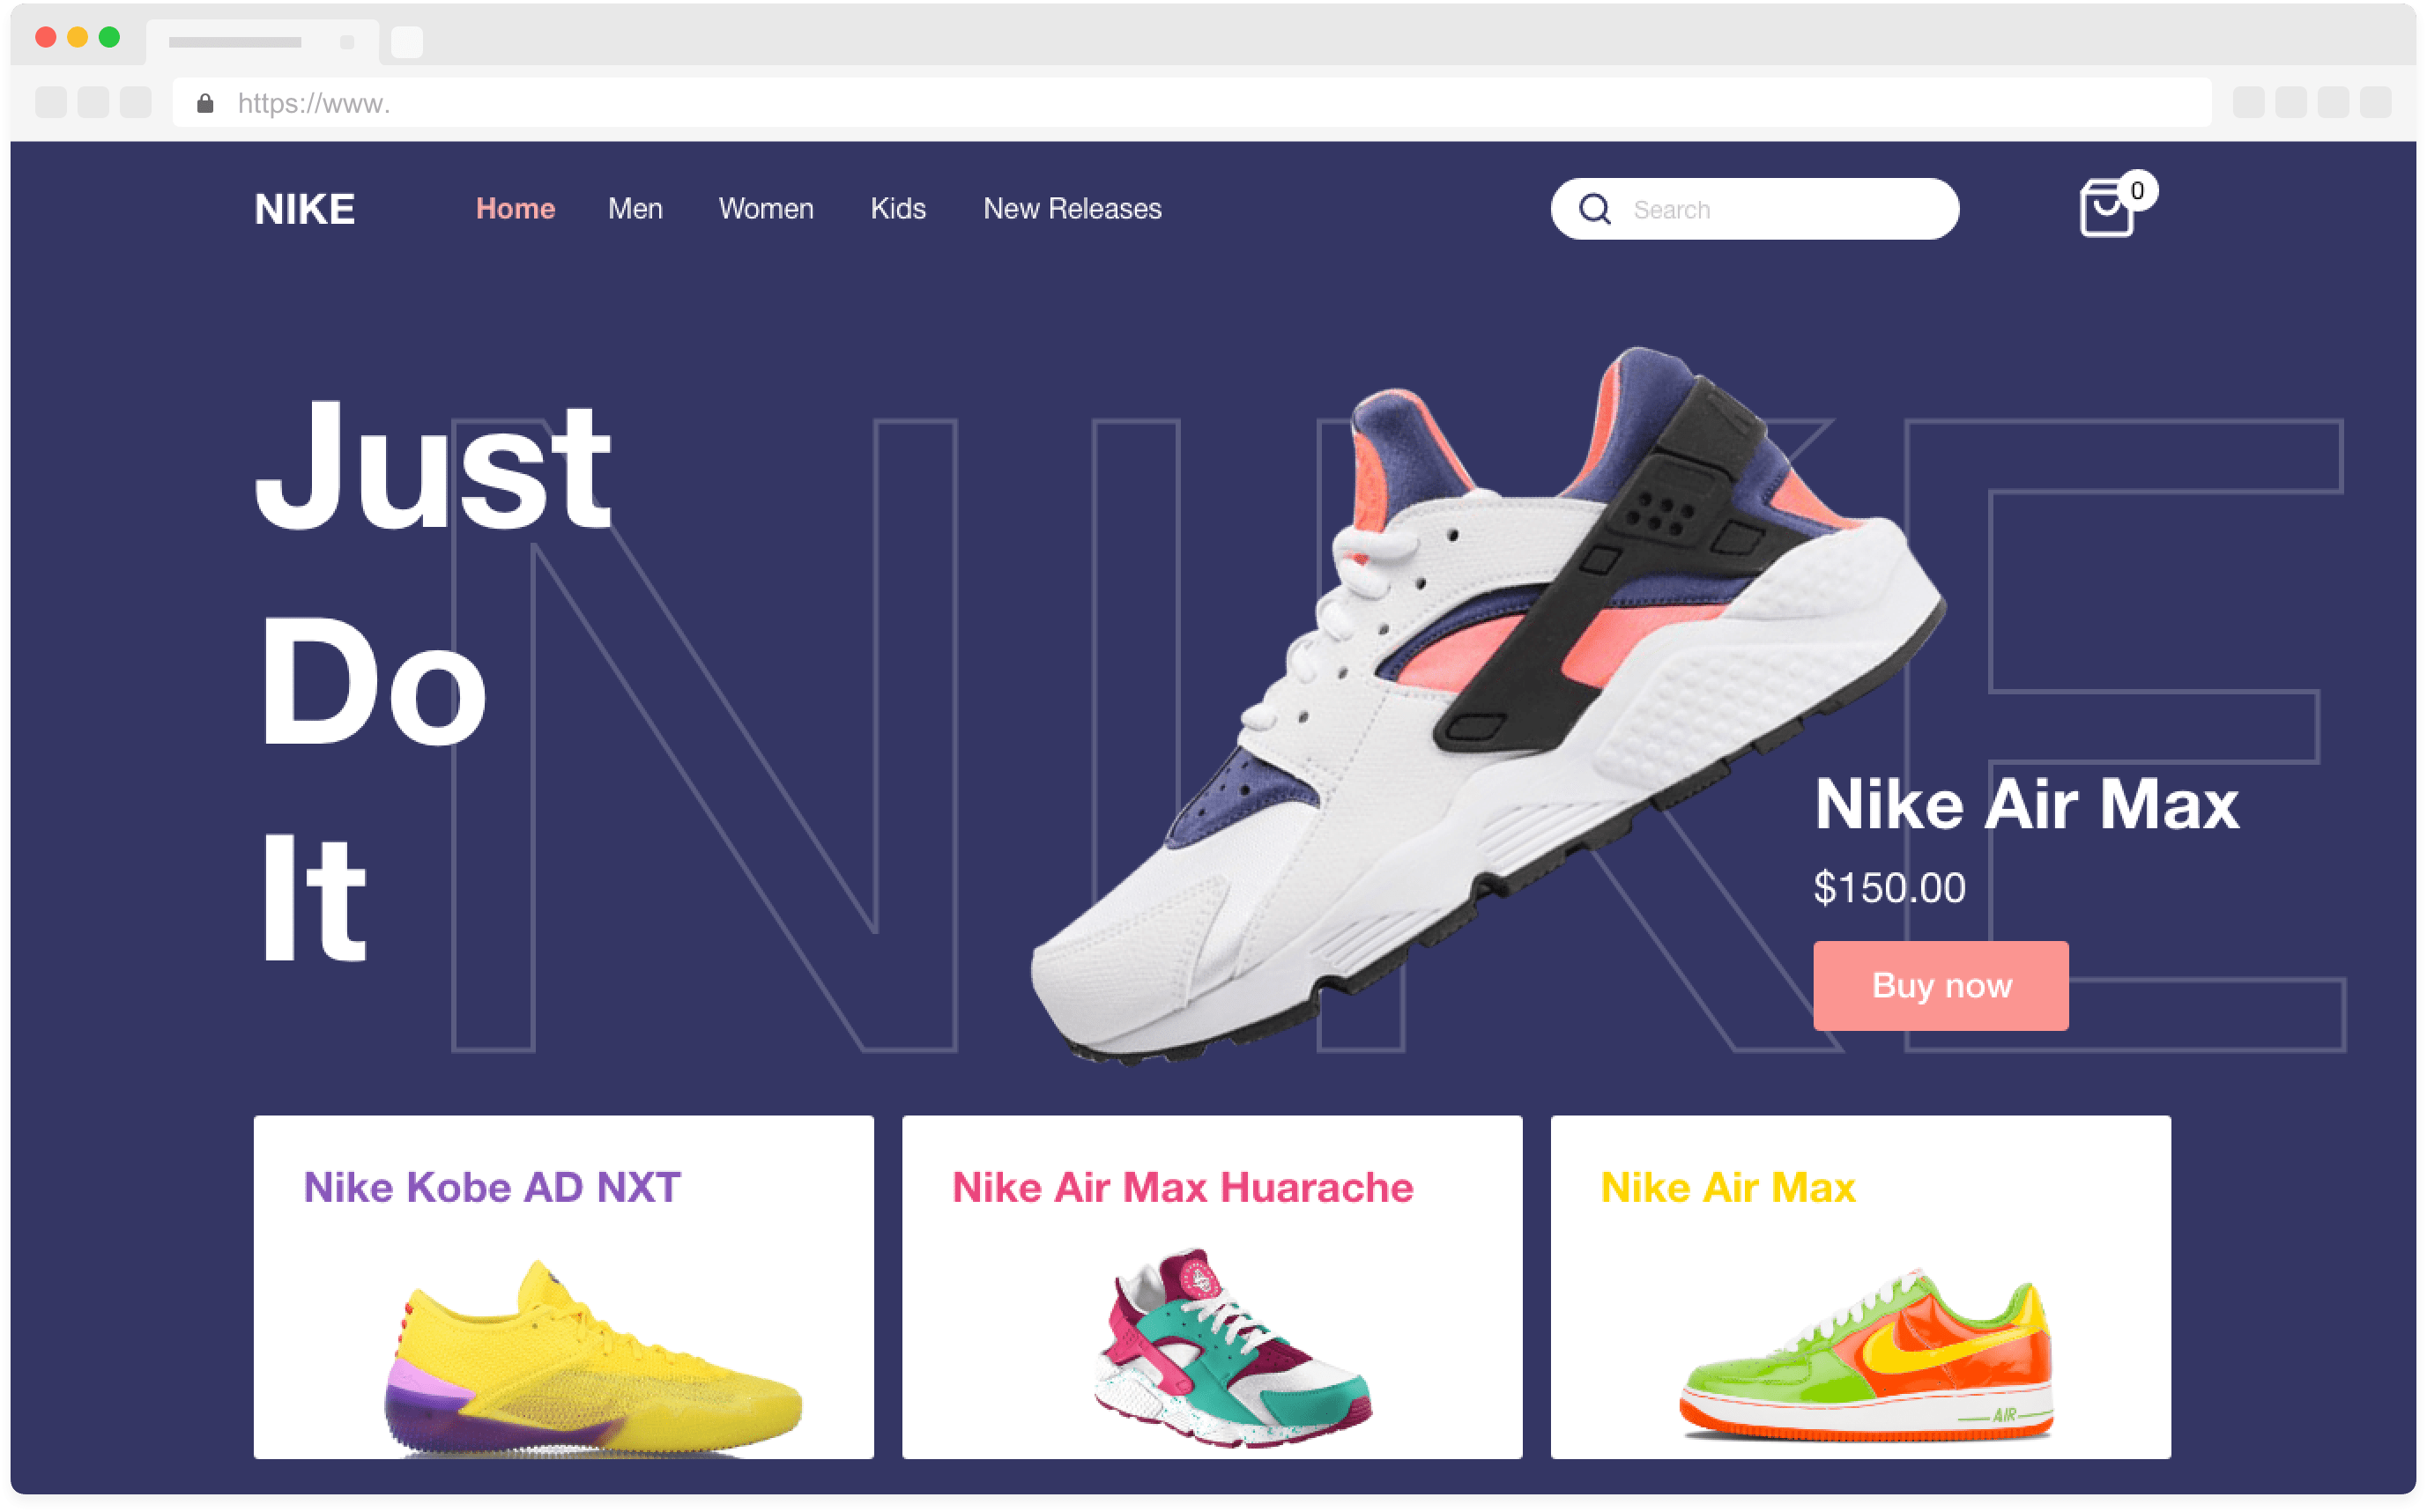 https://www.
NIKE
Home
Men
Women
Kids
New Releases
Search
0
NIKE
Just
Do
It
Nike Air Max
$150.00
Buy now
Nike Kobe AD NXT
Nike Air Max Huarache
Nike Air Max
AIR